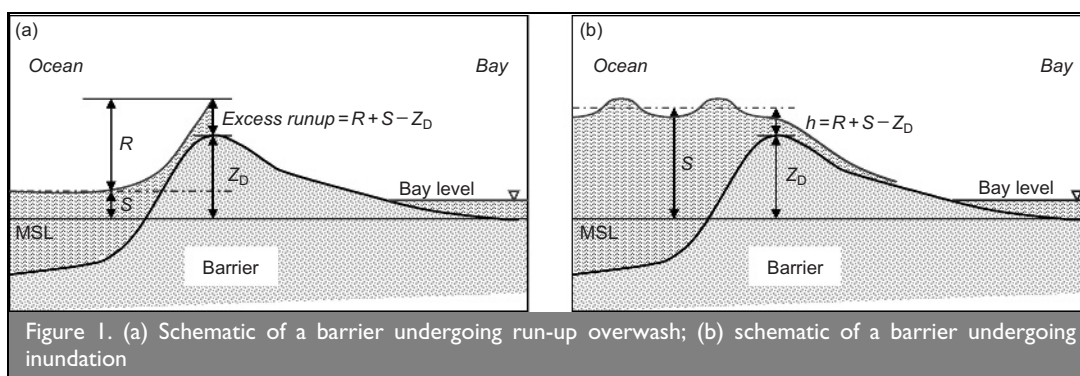 (a)
Ocean
Bay
R
Excess runup = R + S − Z_D
Z_D
S
Bay level
MSL
Barrier
(b)
Ocean
Bay
h = R + S − Z_D
S
Z_D
Bay level
MSL
Barrier
Figure 1. (a) Schematic of a barrier undergoing run-up overwash; (b) schematic of a barrier undergoing
inundation